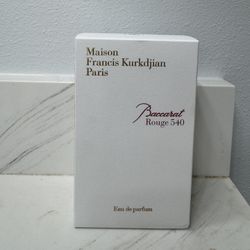 Maison
Francis Kurkdjian
Paris
Baccarat
Rouge 540
Eau de parfum